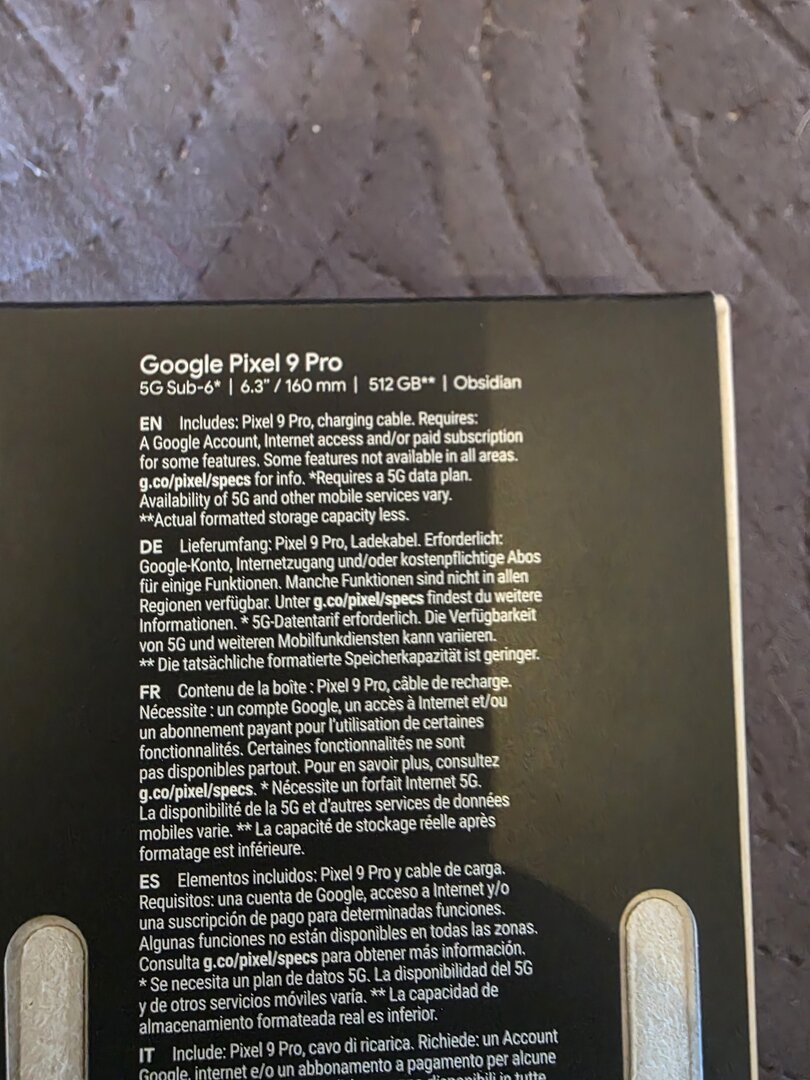 Google Pixel 9 Pro
5G Sub-6* | 6.3" / 160 mm | 512 GB** | Obsidian
EN Includes: Pixel 9 Pro, charging cable. Requires:
A Google Account, Internet access and/or paid subscription
for some features. Some features not available in all areas.
g.co/pixel/specs for info. *Requires a 5G data plan.
Availability of 5G and other mobile services vary.
**Actual formatted storage capacity less.
DE Lieferumfang: Pixel 9 Pro, Ladekabel. Erforderlich:
Google-Konto, Internetzugang und/oder kostenpflichtige Abos
für einige Funktionen. Manche Funktionen sind nicht in allen
Regionen verfügbar. Unter g.co/pixel/specs findest du weitere
Informationen. * 5G-Datentarif erforderlich. Die Verfügbarkeit
von 5G und weiteren Mobilfunkdiensten kann variieren.
** Die tatsächliche formatierte Speicherkapazität ist geringer.
FR Contenu de la boîte : Pixel 9 Pro, câble de recharge.
Nécessite : un compte Google, un accès à Internet et/ou
un abonnement payant pour l'utilisation de certaines
fonctionnalités. Certaines fonctionnalités ne sont
pas disponibles partout. Pour en savoir plus, consultez
g.co/pixel/specs. * Nécessite un forfait Internet 5G.
La disponibilité de la 5G et d'autres services de données
mobiles varie. ** La capacité de stockage réelle après
formatage est inférieure.
ES Elementos incluidos: Pixel 9 Pro y cable de carga.
Requisitos: una cuenta de Google, acceso a Internet y/o
una suscripción de pago para determinadas funciones.
Algunas funciones no están disponibles en todas las zonas.
Consulta g.co/pixel/specs para obtener más información.
* Se necesita un plan de datos 5G. La disponibilidad del 5G
y de otros servicios móviles varía. ** La capacidad de
almacenamiento formateada real es inferior.
IT Include: Pixel 9 Pro, cavo di ricarica. Richiede: un Account
Google, internet e/o un abbonamento a pagamento per alcune
disponibili in tutte